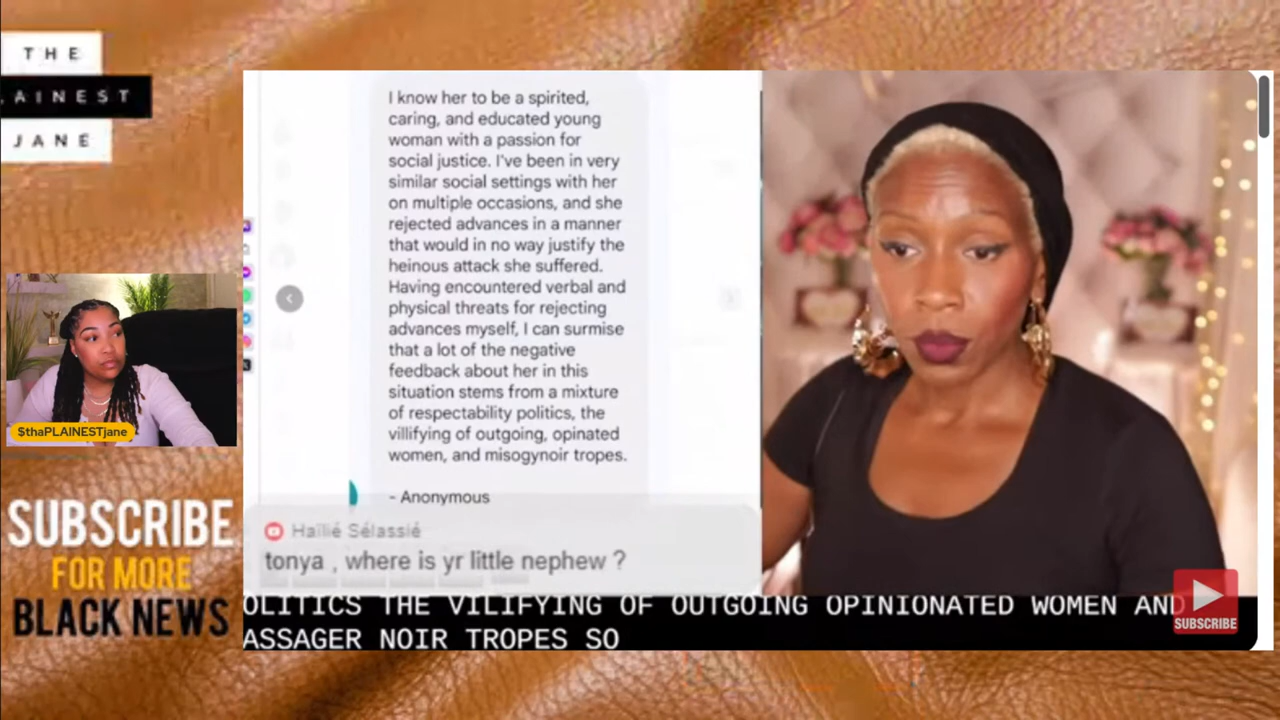 THE
LAINEST
JANE
$thaPLAINESTjane
SUBSCRIBE
FOR MORE
BLACK NEWS
I know her to be a spirited,
caring, and educated young
woman with a passion for
social justice. I've been in very
similar social settings with her
on multiple occasions, and she
rejected advances in a manner
that would in no way justify the
heinous attack she suffered.
Having encountered verbal and
physical threats for rejecting
advances myself, I can surmise
that a lot of the negative
feedback about her in this
situation stems from a mixture
of respectability politics, the
villifying of outgoing, opinated
women, and misogynoir tropes.
- Anonymous
Hailié Sélassié
tonya , where is yr little nephew ?
OLITICS THE VILIFYING OF OUTGOING OPINIONATED WOMEN AND
ASSAGER NOIR TROPES SO
SUBSCRIBE